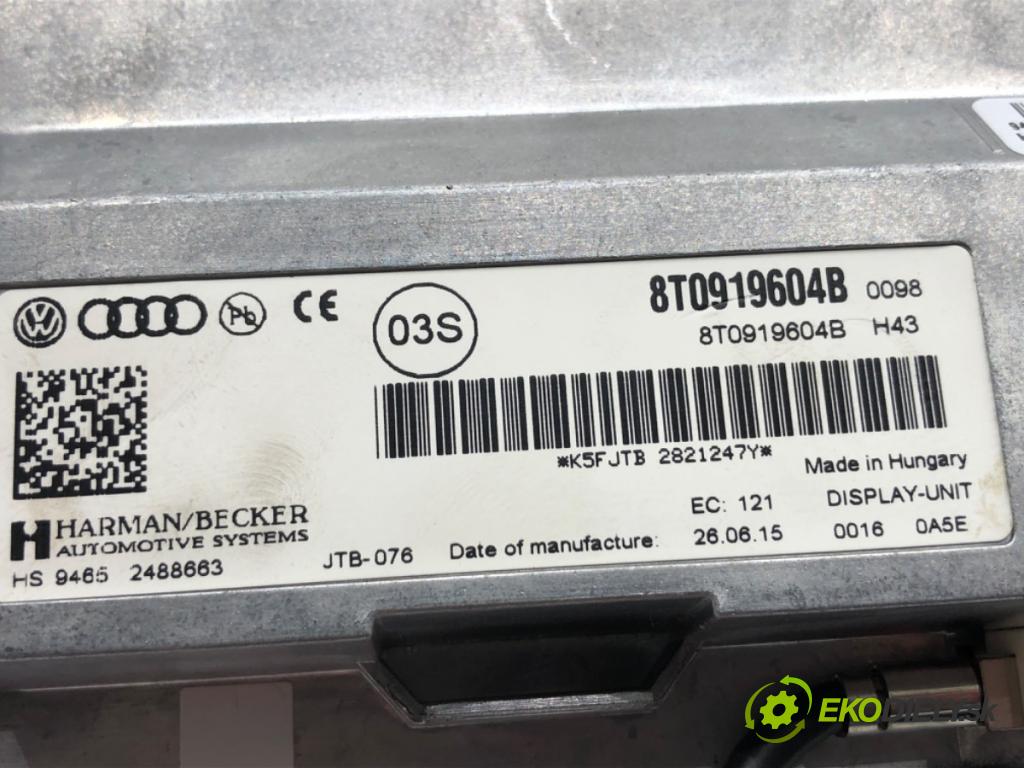 8T0919604B 0098
03S
8T0919604B H43
*K5FJTB 2821247Y*
Made in Hungary
EC: 121 DISPLAY-UNIT
HARMAN/BECKER
AUTOMOTIVE SYSTEMS
JTB-076 Date of manufacture: 26.06.15 0016 0A5E
HS 9465 2488663
Pb
CE
VW